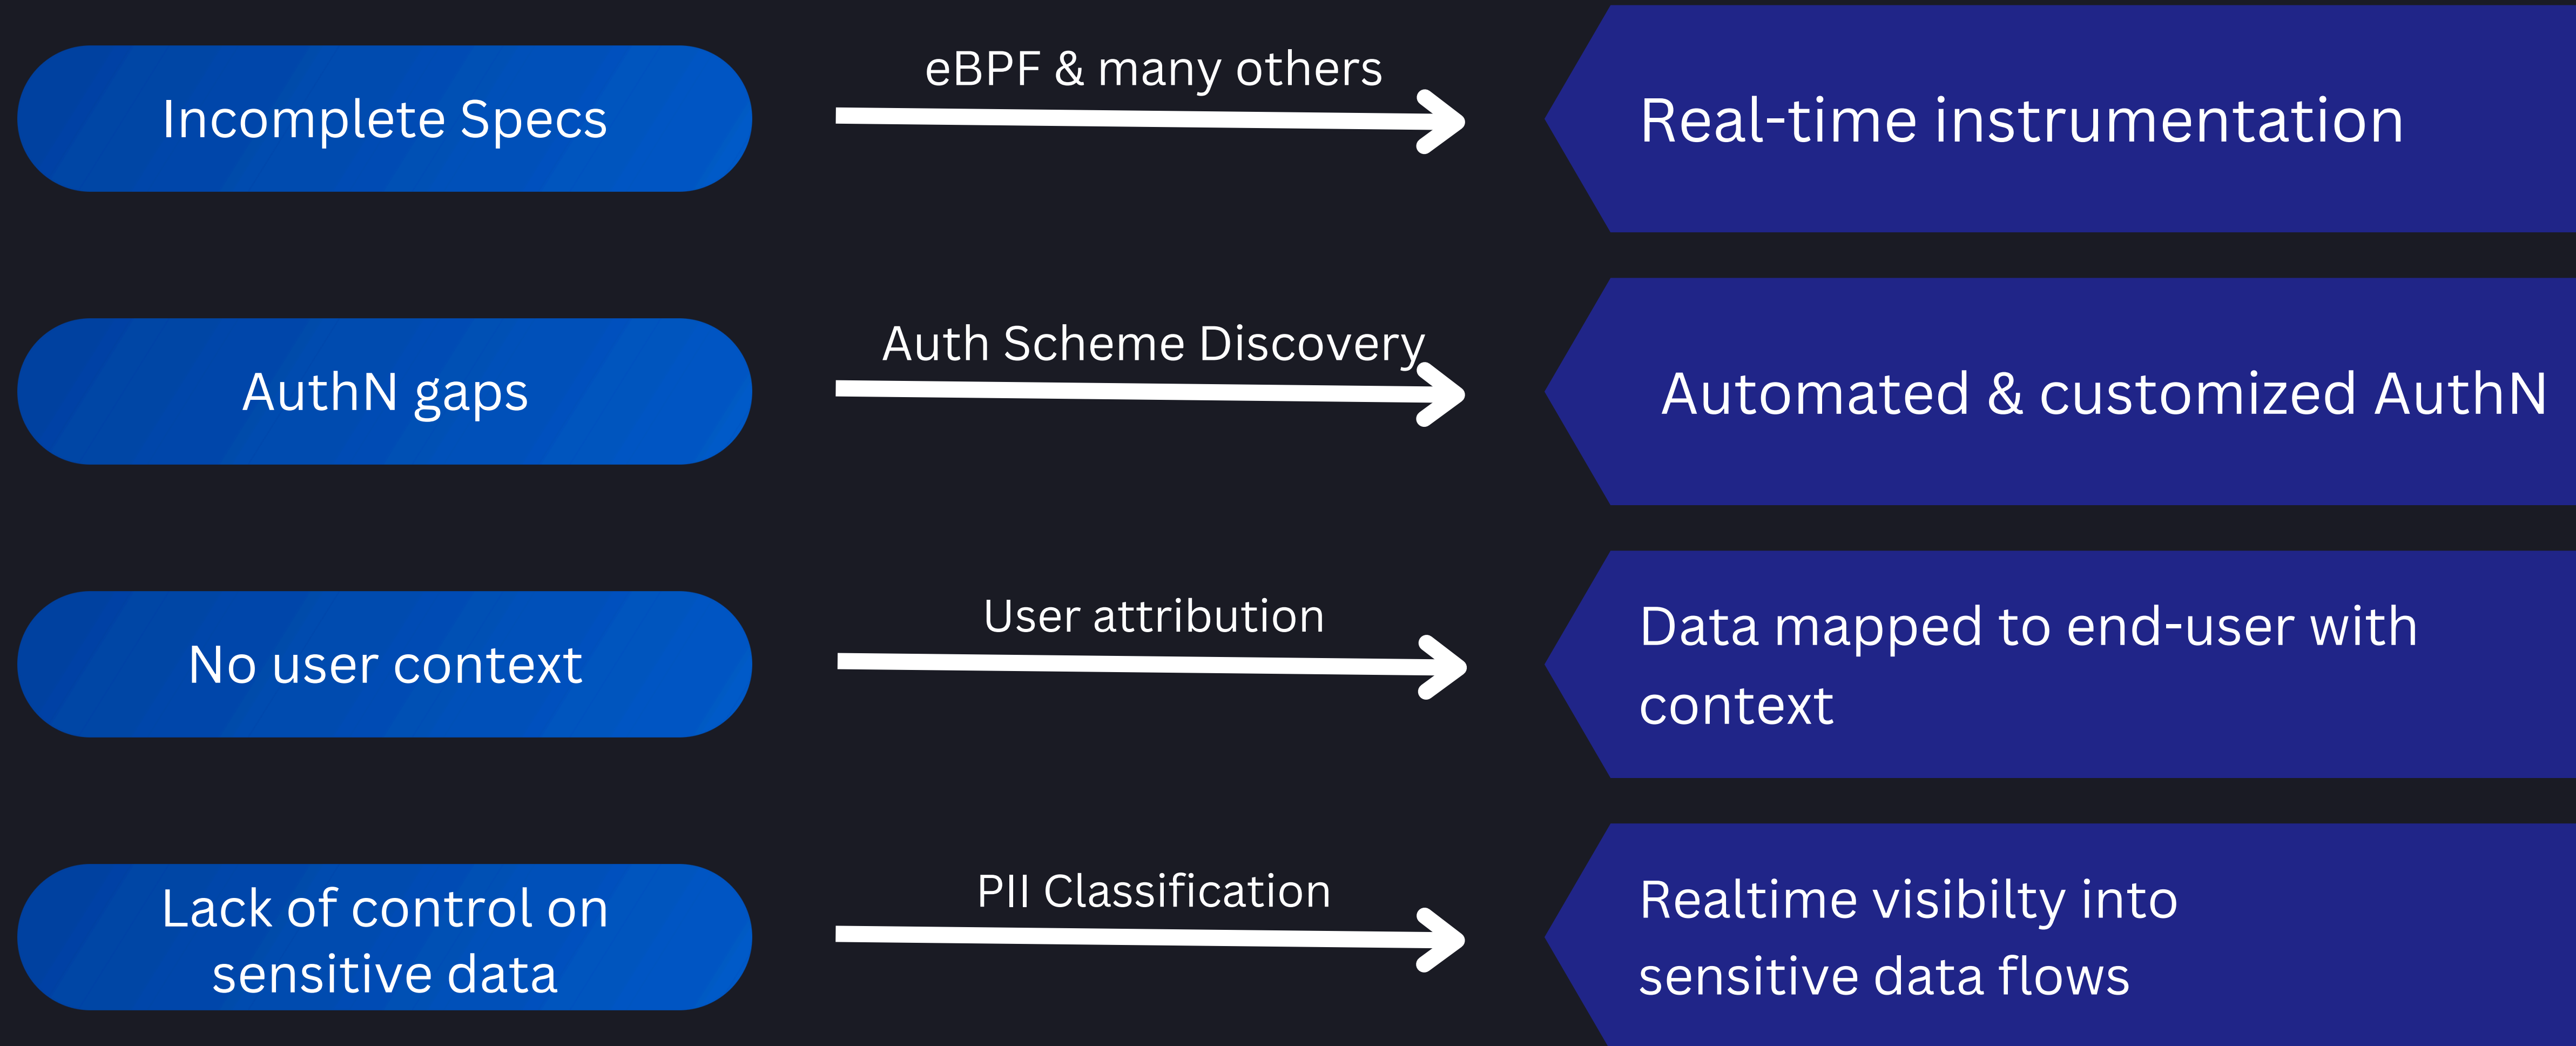 Incomplete Specs
eBPF & many others
Real-time instrumentation
AuthN gaps
Auth Scheme Discovery
Automated & customized AuthN
No user context
User attribution
Data mapped to end-user with
context
Lack of control on
sensitive data
PII Classification
Realtime visibilty into
sensitive data flows